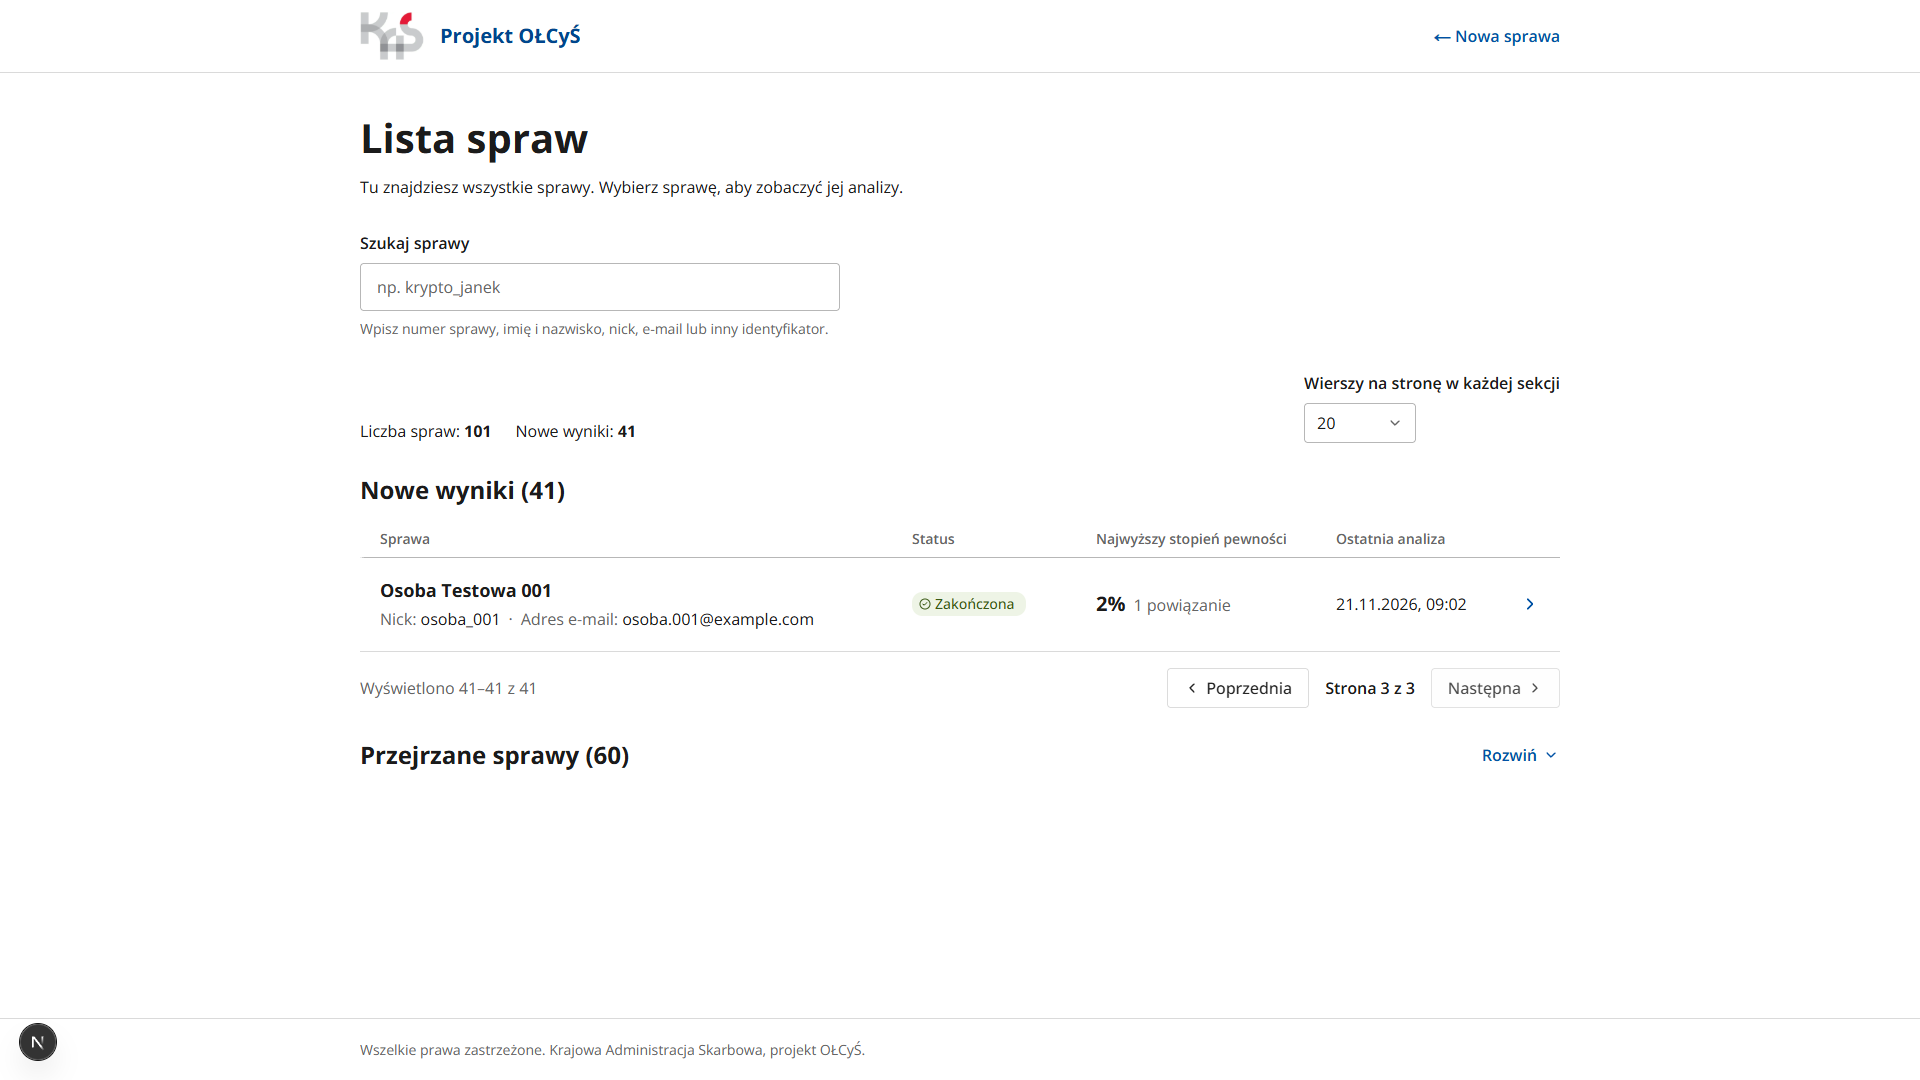 KAS
Projekt OŁCyŚ
← Nowa sprawa
Lista spraw
Tu znajdziesz wszystkie sprawy. Wybierz sprawę, aby zobaczyć jej analizy.
Szukaj sprawy
np. krypto_janek
Wpisz numer sprawy, imię i nazwisko, nick, e-mail lub inny identyfikator.
Wierszy na stronę w każdej sekcji
20
Liczba spraw: 101 Nowe wyniki: 41
Nowe wyniki (41)
Sprawa Status Najwyższy stopień pewności Ostatnia analiza
Osoba Testowa 001
Nick: osoba_001 · Adres e-mail: osoba.001@example.com
Zakończona
2% 1 powiązanie
21.11.2026, 09:02
Wyświetlono 41–41 z 41
Poprzednia Strona 3 z 3 Następna
Przejrzane sprawy (60)
Rozwiń
N
Wszelkie prawa zastrzeżone. Krajowa Administracja Skarbowa, projekt OŁCyŚ.